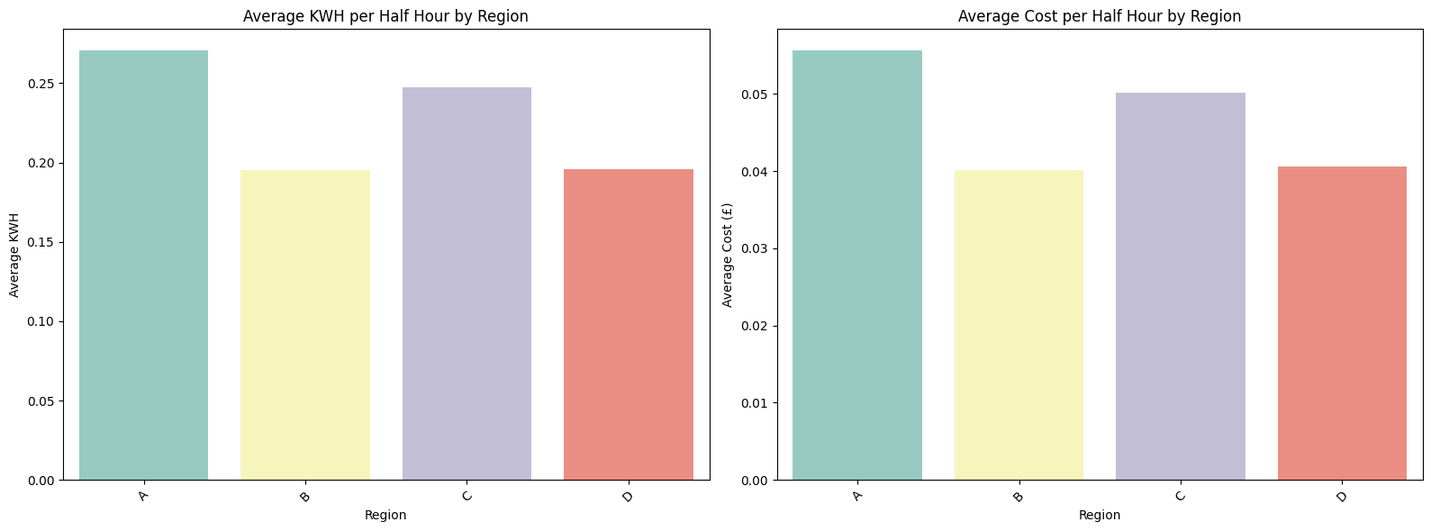 Average KWH per Half Hour by Region
Average KWH
0.25
0.20
0.15
0.10
0.05
0.00
A
B
C
D
Region
Average Cost per Half Hour by Region
Average Cost (£)
0.05
0.04
0.03
0.02
0.01
0.00
A
B
C
D
Region